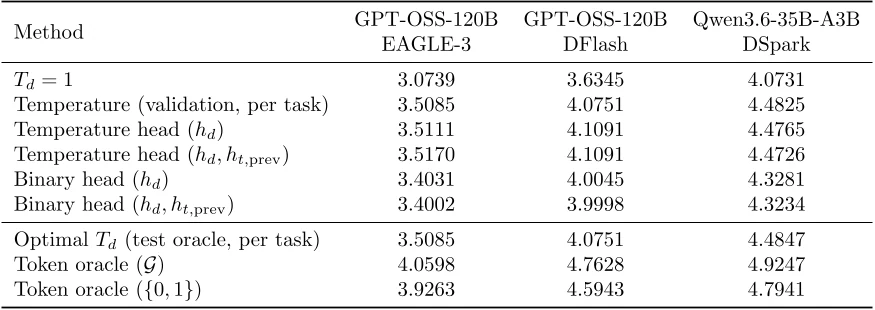 Method GPT-OSS-120B EAGLE-3 GPT-OSS-120B DFlash Qwen3.6-35B-A3B DSpark
T_d = 1 3.0739 3.6345 4.0731
Temperature (validation, per task) 3.5085 4.0751 4.4825
Temperature head (h_d) 3.5111 4.1091 4.4765
Temperature head (h_d, h_{t,prev}) 3.5170 4.1091 4.4726
Binary head (h_d) 3.4031 4.0045 4.3281
Binary head (h_d, h_{t,prev}) 3.4002 3.9998 4.3234
Optimal T_d (test oracle, per task) 3.5085 4.0751 4.4847
Token oracle (𝒢) 4.0598 4.7628 4.9247
Token oracle ({0, 1}) 3.9263 4.5943 4.7941